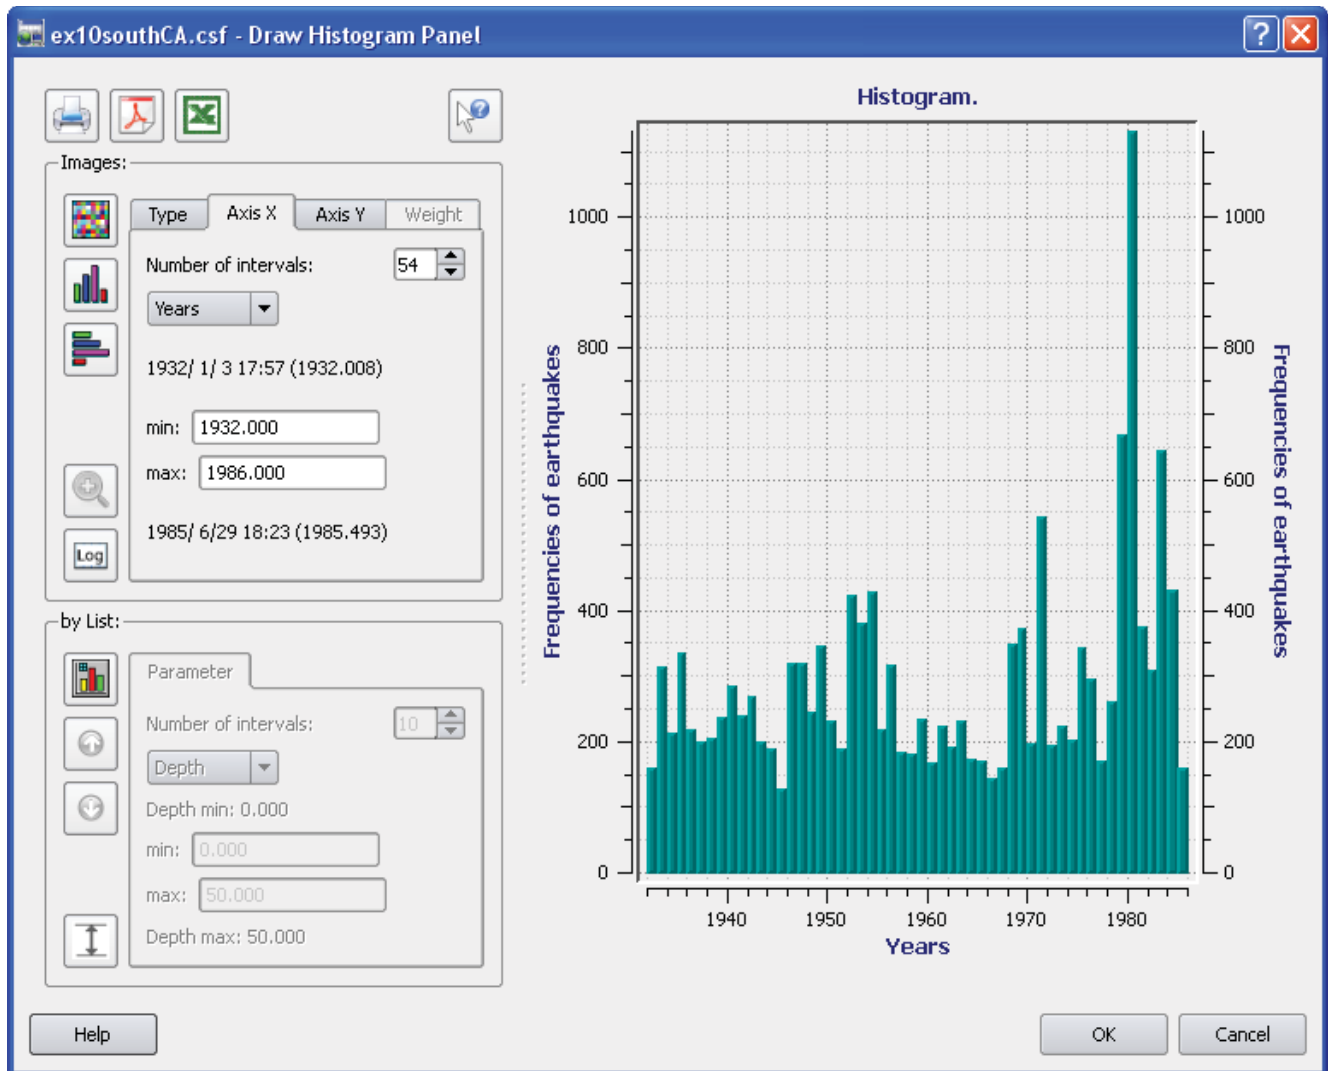 ex10southCA.csf - Draw Histogram Panel
Images:
Type Axis X Axis Y Weight
Number of intervals: 54
Years
1932/ 1/ 3 17:57 (1932.008)
min: 1932.000
max: 1986.000
1985/ 6/29 18:23 (1985.493)
Log
by List:
Parameter
Number of intervals: 10
Depth
Depth min: 0.000
min: 0.000
max: 50.000
Depth max: 50.000
Help
Histogram.
Frequencies of earthquakes
1000
800
600
400
200
0
1000
800
600
400
200
0
Frequencies of earthquakes
1940 1950 1960 1970 1980
Years
OK Cancel